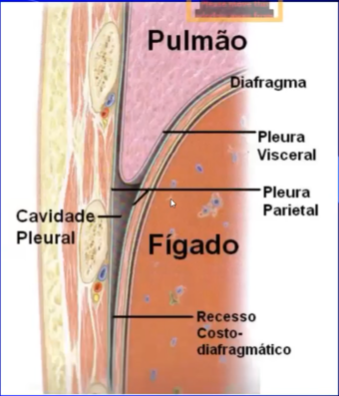 Pulmão
Diafragma
Pleura
Visceral
Pleura
Parietal
Cavidade
Pleural
Fígado
Recesso
Costo-
diafragmático